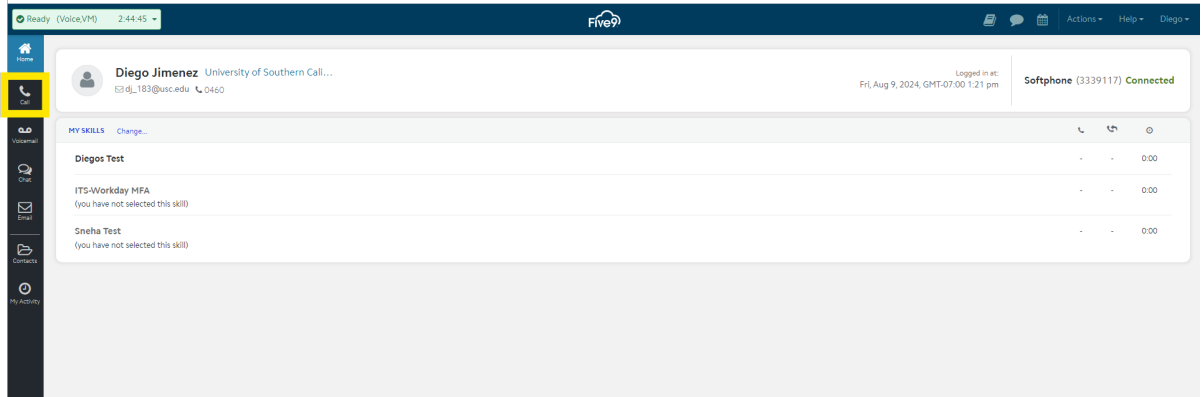 Ready (Voice,VM) 2:44:45
Five9
Actions
Help
Diego
Home
Call
Voicemail
Chat
Email
Contacts
My Activity
Diego Jimenez University of Southern Cali...
dj_183@usc.edu 0460
Logged in at:
Fri, Aug 9, 2024, GMT-07:00 1:21 pm
Softphone (3339117) Connected
MY SKILLS Change...
Diegos Test - - 0:00
ITS-Workday MFA - - 0:00
(you have not selected this skill)
Sneha Test - - 0:00
(you have not selected this skill)